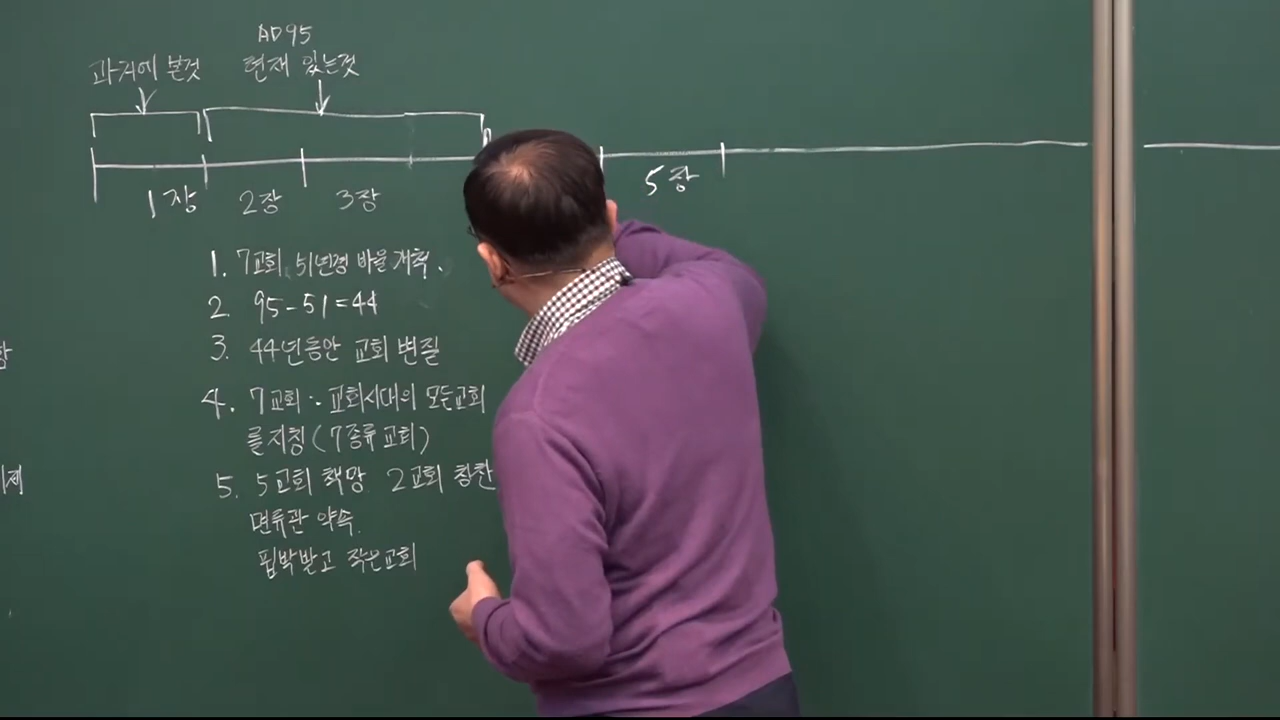 AD95
과거에 본것 현재 있는것
1장 2장 3장 5장
1. 7교회, 51년경 바울 개척.
2. 95-51=44
3. 44년동안 교회 변질
4. 7교회 ∵ 교회시대의 모든교회
를 지칭 (7종류 교회)
5. 5교회 책망. 2교회 칭찬
면류관 약속.
핍박받고 작은교회